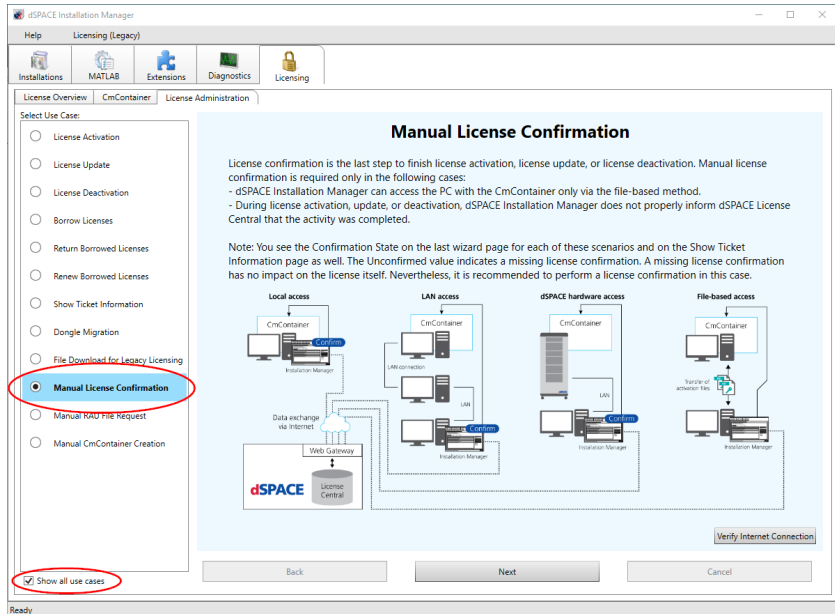 dSPACE Installation Manager
Help Licensing (Legacy)
Installations MATLAB Extensions Diagnostics Licensing
License Overview CmContainer License Administration
Select Use Case:
License Activation
License Update
License Deactivation
Borrow Licenses
Return Borrowed Licenses
Renew Borrowed Licenses
Show Ticket Information
Dongle Migration
File Download for Legacy Licensing
Manual License Confirmation
Manual RAU File Request
Manual CmContainer Creation
Show all use cases
Manual License Confirmation
License confirmation is the last step to finish license activation, license update, or license deactivation. Manual license
confirmation is required only in the following cases:
- dSPACE Installation Manager can access the PC with the CmContainer only via the file-based method.
- During license activation, update, or deactivation, dSPACE Installation Manager does not properly inform dSPACE License
Central that the activity was completed.
Note: You see the Confirmation State on the last wizard page for each of these scenarios and on the Show Ticket
Information page as well. The Unconfirmed value indicates a missing license confirmation. A missing license confirmation
has no impact on the license itself. Nevertheless, it is recommended to perform a license confirmation in this case.
Local access LAN access dSPACE hardware access File-based access
CmContainer CmContainer CmContainer CmContainer
Confirm
Installation Manager
LAN connection
LAN
LAN
Transfer of
activation files
Data exchange
via Internet
Confirm
Confirm
Installation Manager Installation Manager Installation Manager
Web Gateway
dSPACE
License
Central
Verify Internet Connection
Back Next Cancel
Ready